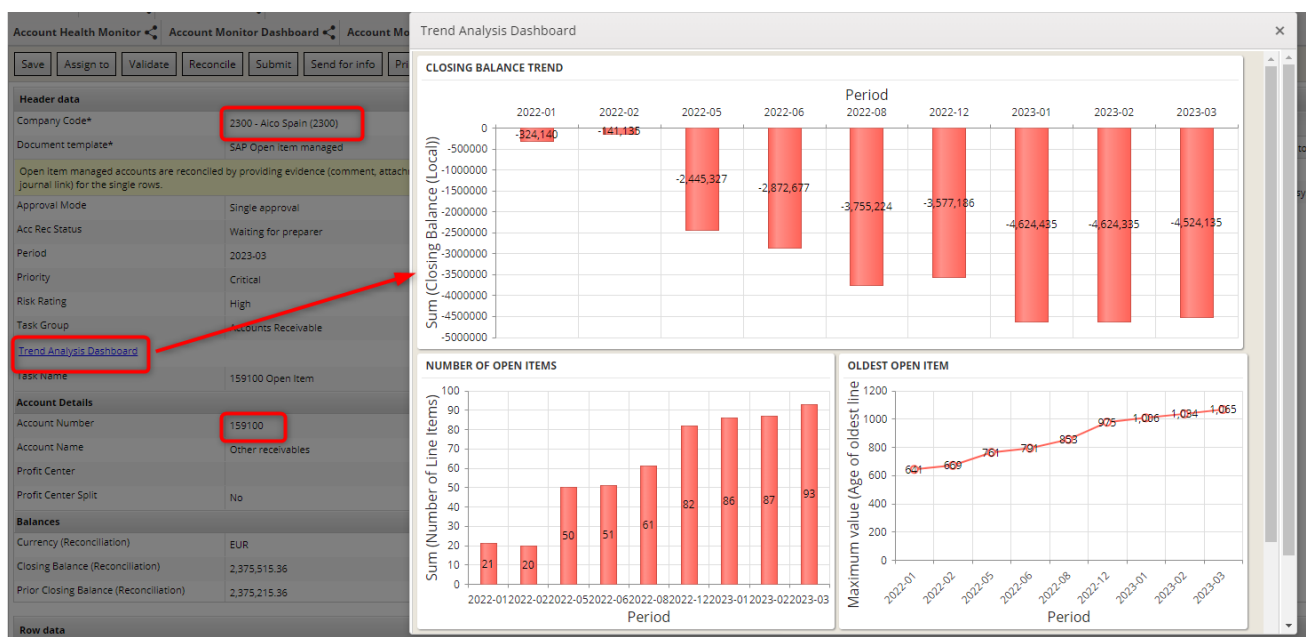 Account Health Monitor Account Monitor Dashboard Account Mo
Save Assign to Validate Reconcile Submit Send for info Pri
Header data
Company Code* 2300 - Aico Spain (2300)
Document template* SAP Open item managed
Open item managed accounts are reconciled by providing evidence (comment, attach
journal link) for the single rows.
Approval Mode Single approval
Acc Rec Status Waiting for preparer
Period 2023-03
Priority Critical
Risk Rating High
Task Group Accounts Receivable
Trend Analysis Dashboard
Task Name 159100 Open Item
Account Details
Account Number 159100
Account Name Other receivables
Profit Center
Profit Center Split No
Balances
Currency (Reconciliation) EUR
Closing Balance (Reconciliation) 2,375,515.36
Prior Closing Balance (Reconciliation) 2,375,215.36
Row data
Trend Analysis Dashboard
CLOSING BALANCE TREND
Period
2022-01 2022-02 2022-05 2022-06 2022-08 2022-12 2023-01 2023-02 2023-03
Sum (Closing Balance (Local))
0
-500000
-1000000
-1500000
-2000000
-2500000
-3000000
-3500000
-4000000
-4500000
-5000000
-324,140 -141,135 -2,445,327 -2,872,677 -3,755,224 -3,577,186 -4,624,435 -4,624,335 -4,524,135
NUMBER OF OPEN ITEMS
Sum (Number of Line Items)
100
90
80
70
60
50
40
30
20
10
0
21 20 50 51 61 82 86 87 93
2022-01 2022-02 2022-05 2022-06 2022-08 2022-12 2023-01 2023-02 2023-03
Period
OLDEST OPEN ITEM
Maximum value (Age of oldest line
1200
1000
800
600
400
200
0
669 761 791 853 975 1,006 1,034 1,065
2022-01 2022-02 2022-05 2022-06 2022-08 2022-12 2023-01 2023-02 2023-03
Period